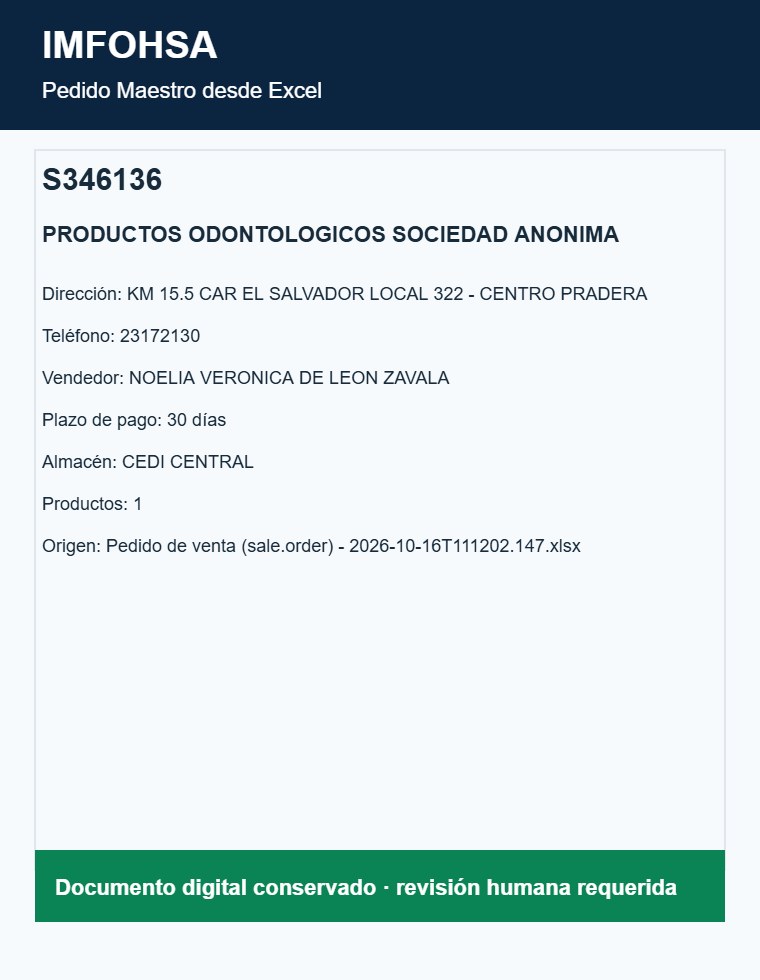 IMFOHSA
Pedido Maestro desde Excel
S346136
PRODUCTOS ODONTOLOGICOS SOCIEDAD ANONIMA
Dirección: KM 15.5 CAR EL SALVADOR LOCAL 322 - CENTRO PRADERA
Teléfono: 23172130
Vendedor: NOELIA VERONICA DE LEON ZAVALA
Plazo de pago: 30 días
Almacén: CEDI CENTRAL
Productos: 1
Origen: Pedido de venta (sale.order) - 2026-10-16T111202.147.xlsx
Documento digital conservado · revisión humana requerida